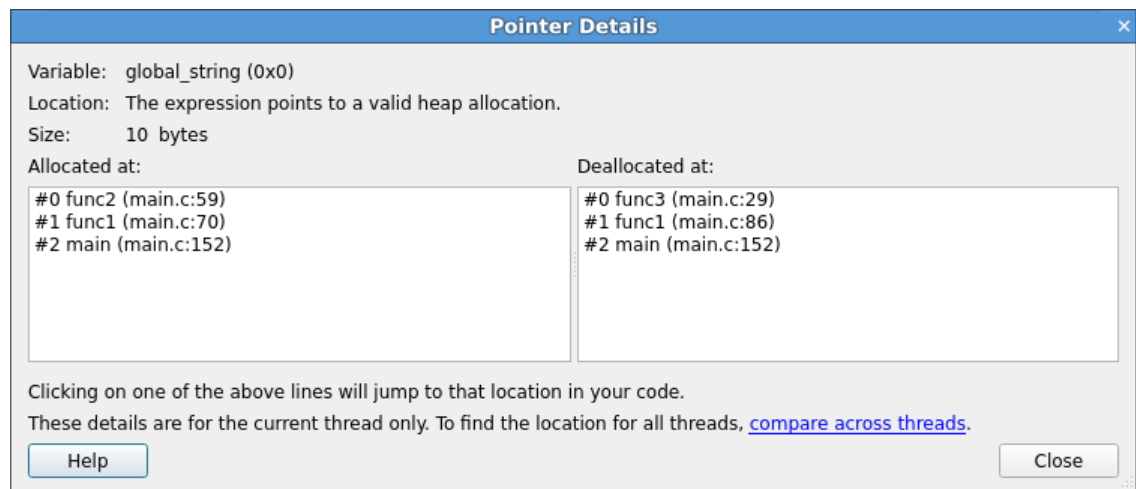 Pointer Details
Variable: global_string (0x0)
Location: The expression points to a valid heap allocation.
Size: 10 bytes
Allocated at:
#0 func2 (main.c:59)
#1 func1 (main.c:70)
#2 main (main.c:152)
Deallocated at:
#0 func3 (main.c:29)
#1 func1 (main.c:86)
#2 main (main.c:152)
Clicking on one of the above lines will jump to that location in your code.
These details are for the current thread only. To find the location for all threads, compare across threads.
Help
Close